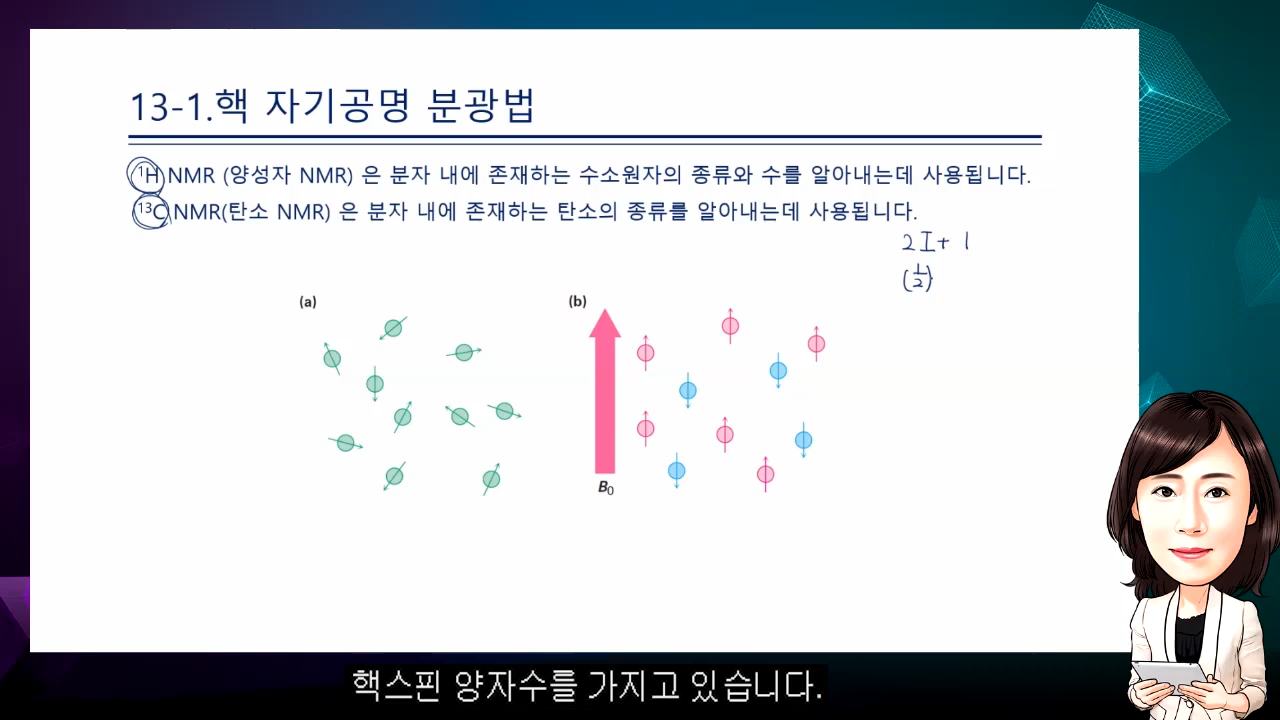 13-1.핵 자기공명 분광법
¹H NMR (양성자 NMR) 은 분자 내에 존재하는 수소원자의 종류와 수를 알아내는데 사용됩니다.
¹³C NMR(탄소 NMR) 은 분자 내에 존재하는 탄소의 종류를 알아내는데 사용됩니다.
2I+ 1
(1/2)
(a)
(b)
B₀
핵스핀 양자수를 가지고 있습니다.